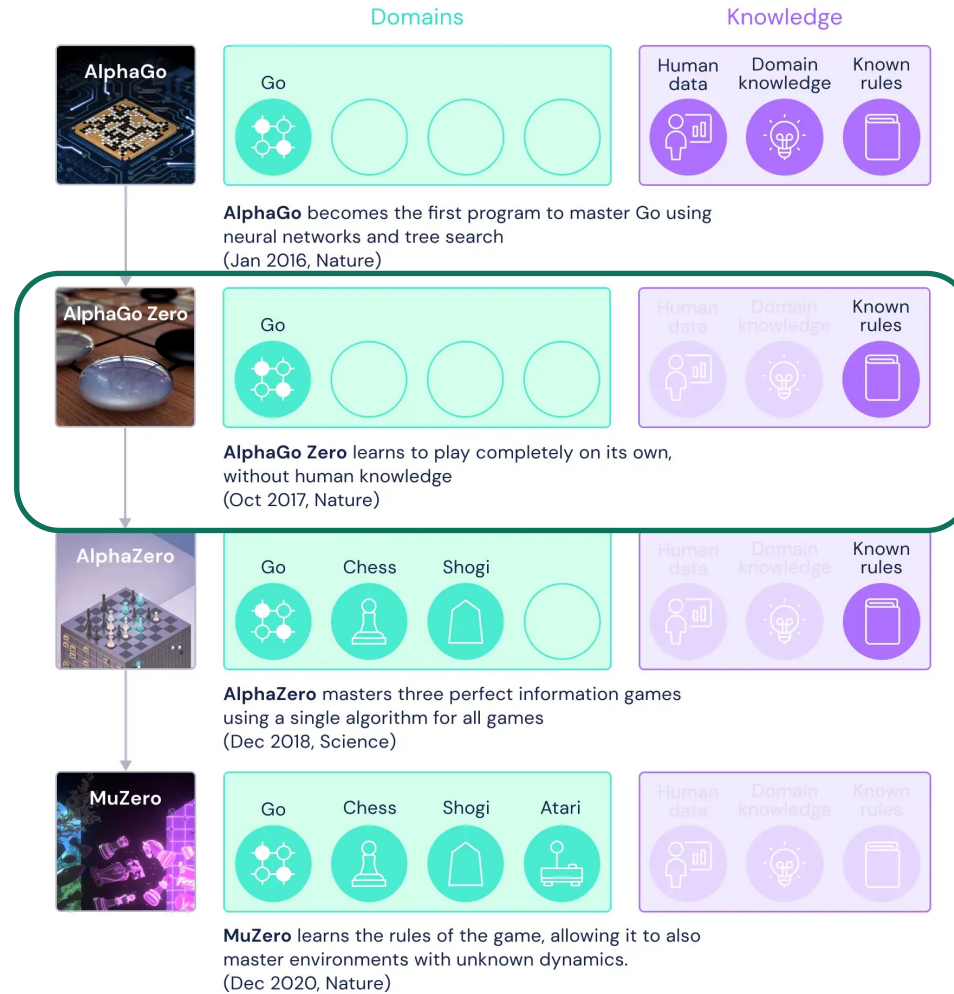 Domains
Knowledge
AlphaGo
Go
Human
data
Domain
knowledge
Known
rules
AlphaGo becomes the first program to master Go using
neural networks and tree search
(Jan 2016, Nature)
AlphaGo Zero
Go
Human
data
Domain
knowledge
Known
rules
AlphaGo Zero learns to play completely on its own,
without human knowledge
(Oct 2017, Nature)
AlphaZero
Go
Chess
Shogi
Human
data
Domain
knowledge
Known
rules
AlphaZero masters three perfect information games
using a single algorithm for all games
(Dec 2018, Science)
MuZero
Go
Chess
Shogi
Atari
Human
data
Domain
knowledge
Known
rules
MuZero learns the rules of the game, allowing it to also
master environments with unknown dynamics.
(Dec 2020, Nature)